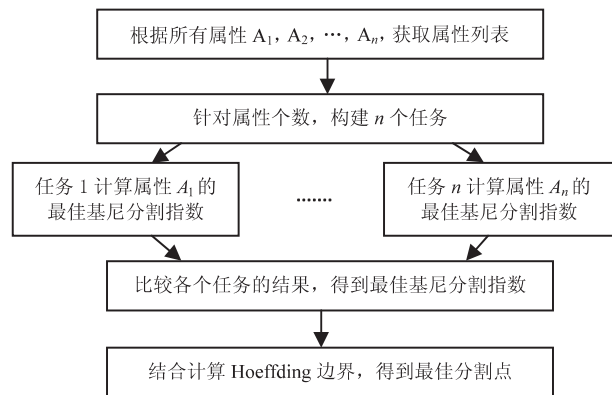 根据所有属性 A₁, A₂, …, Aₙ, 获取属性列表
针对属性个数，构建 n 个任务
任务 1 计算属性 A₁ 的
最佳基尼分割指数
.......
任务 n 计算属性 Aₙ 的
最佳基尼分割指数
比较各个任务的结果，得到最佳基尼分割指数
结合计算 Hoeffding 边界，得到最佳分割点